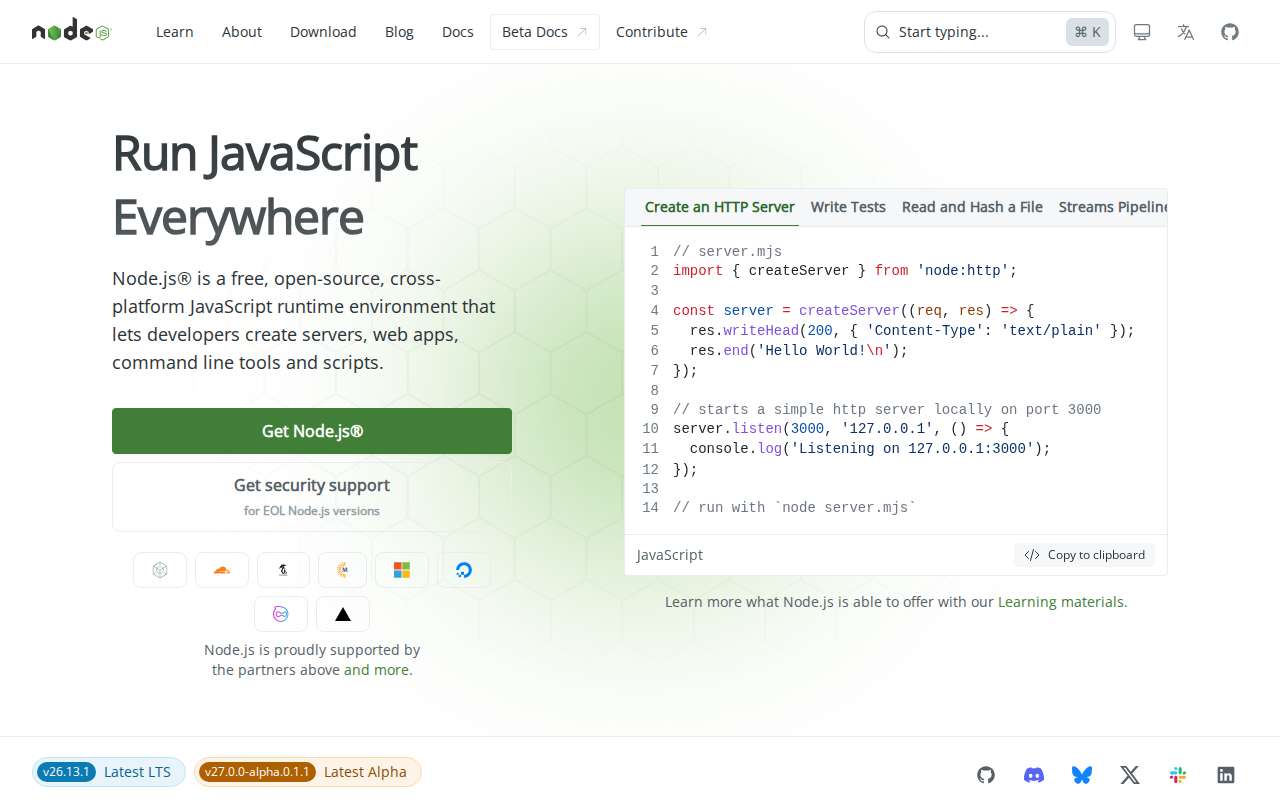 node JS
Learn About Download Blog Docs Beta Docs Contribute Start typing... ⌘ K
Run JavaScript
Everywhere
Node.js® is a free, open-source, cross-
platform JavaScript runtime environment that
lets developers create servers, web apps,
command line tools and scripts.
Get Node.js®
Get security support
for EOL Node.js versions
Node.js is proudly supported by
the partners above and more.
Create an HTTP Server Write Tests Read and Hash a File Streams Pipeline
1 // server.mjs
2 import { createServer } from 'node:http';
3
4 const server = createServer((req, res) => {
5   res.writeHead(200, { 'Content-Type': 'text/plain' });
6   res.end('Hello World!\n');
7 });
8
9 // starts a simple http server locally on port 3000
10 server.listen(3000, '127.0.0.1', () => {
11   console.log('Listening on 127.0.0.1:3000');
12 });
13
14 // run with `node server.mjs`
JavaScript Copy to clipboard
Learn more what Node.js is able to offer with our Learning materials.
v26.13.1 Latest LTS v27.0.0-alpha.0.1.1 Latest Alpha